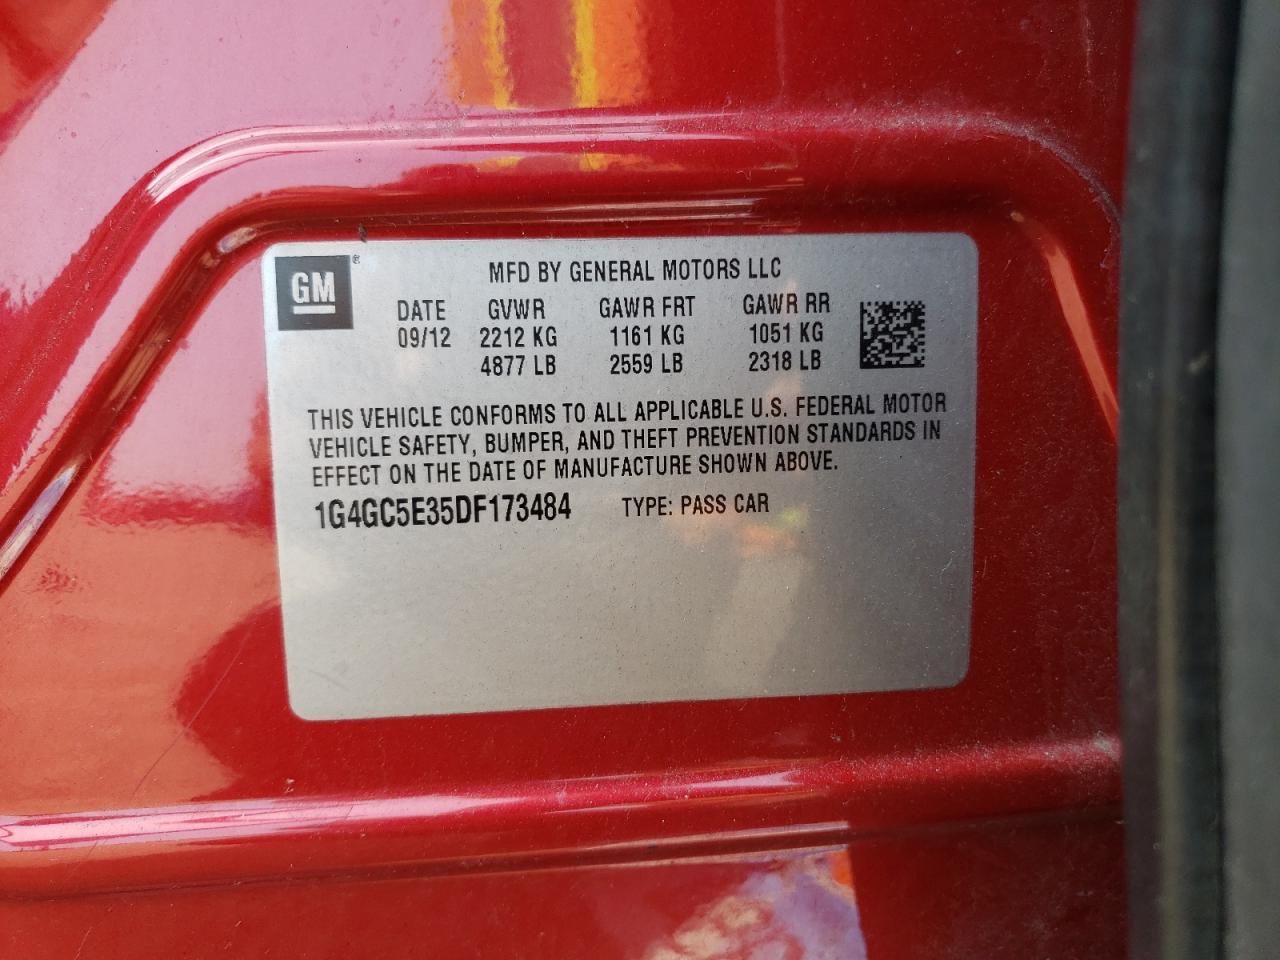 GM®
MFD BY GENERAL MOTORS LLC
DATE GVWR GAWR FRT GAWR RR
09/12 2212 KG 1161 KG 1051 KG
4877 LB 2559 LB 2318 LB
THIS VEHICLE CONFORMS TO ALL APPLICABLE U.S. FEDERAL MOTOR
VEHICLE SAFETY, BUMPER, AND THEFT PREVENTION STANDARDS IN
EFFECT ON THE DATE OF MANUFACTURE SHOWN ABOVE.
1G4GC5E35DF173484 TYPE: PASS CAR